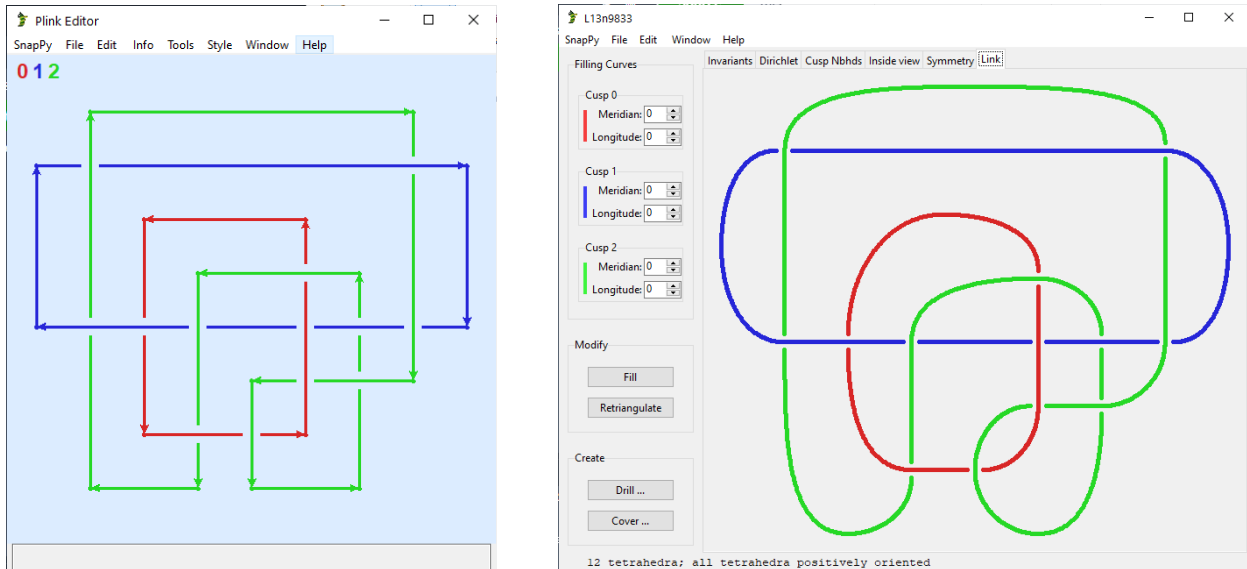 Plink Editor
SnapPy File Edit Info Tools Style Window Help
0 1 2
L13n9833
SnapPy File Edit Window Help
Filling Curves
Cusp 0
Meridian: 0
Longitude: 0
Cusp 1
Meridian: 0
Longitude: 0
Cusp 2
Meridian: 0
Longitude: 0
Modify
Fill
Retriangulate
Create
Drill ...
Cover ...
Invariants Dirichlet Cusp Nbhds Inside view Symmetry Link
12 tetrahedra; all tetrahedra positively oriented